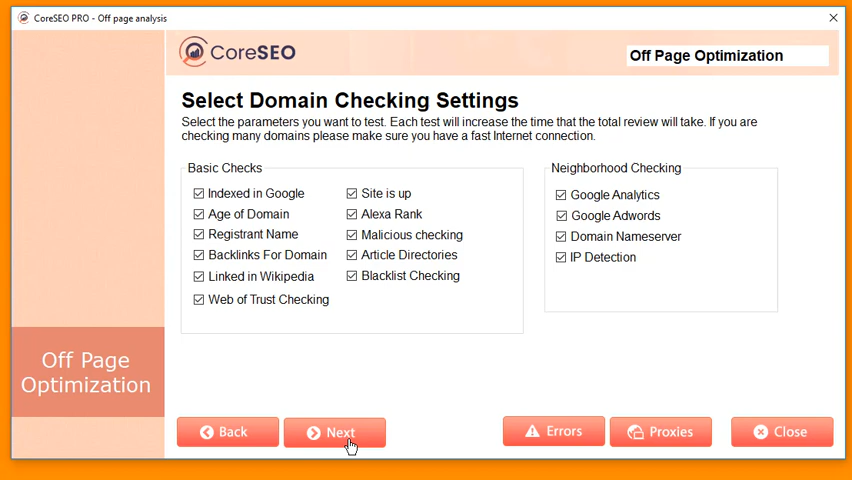 CoreSEO PRO - Off page analysis
CoreSEO
Off Page Optimization
Select Domain Checking Settings
Select the parameters you want to test. Each test will increase the time that the total review will take. If you are
checking many domains please make sure you have a fast Internet connection.
Basic Checks
Indexed in Google
Site is up
Age of Domain
Alexa Rank
Registrant Name
Malicious checking
Backlinks For Domain
Article Directories
Linked in Wikipedia
Blacklist Checking
Web of Trust Checking
Neighborhood Checking
Google Analytics
Google Adwords
Domain Nameserver
IP Detection
Off Page
Optimization
Back
Next
Errors
Proxies
Close